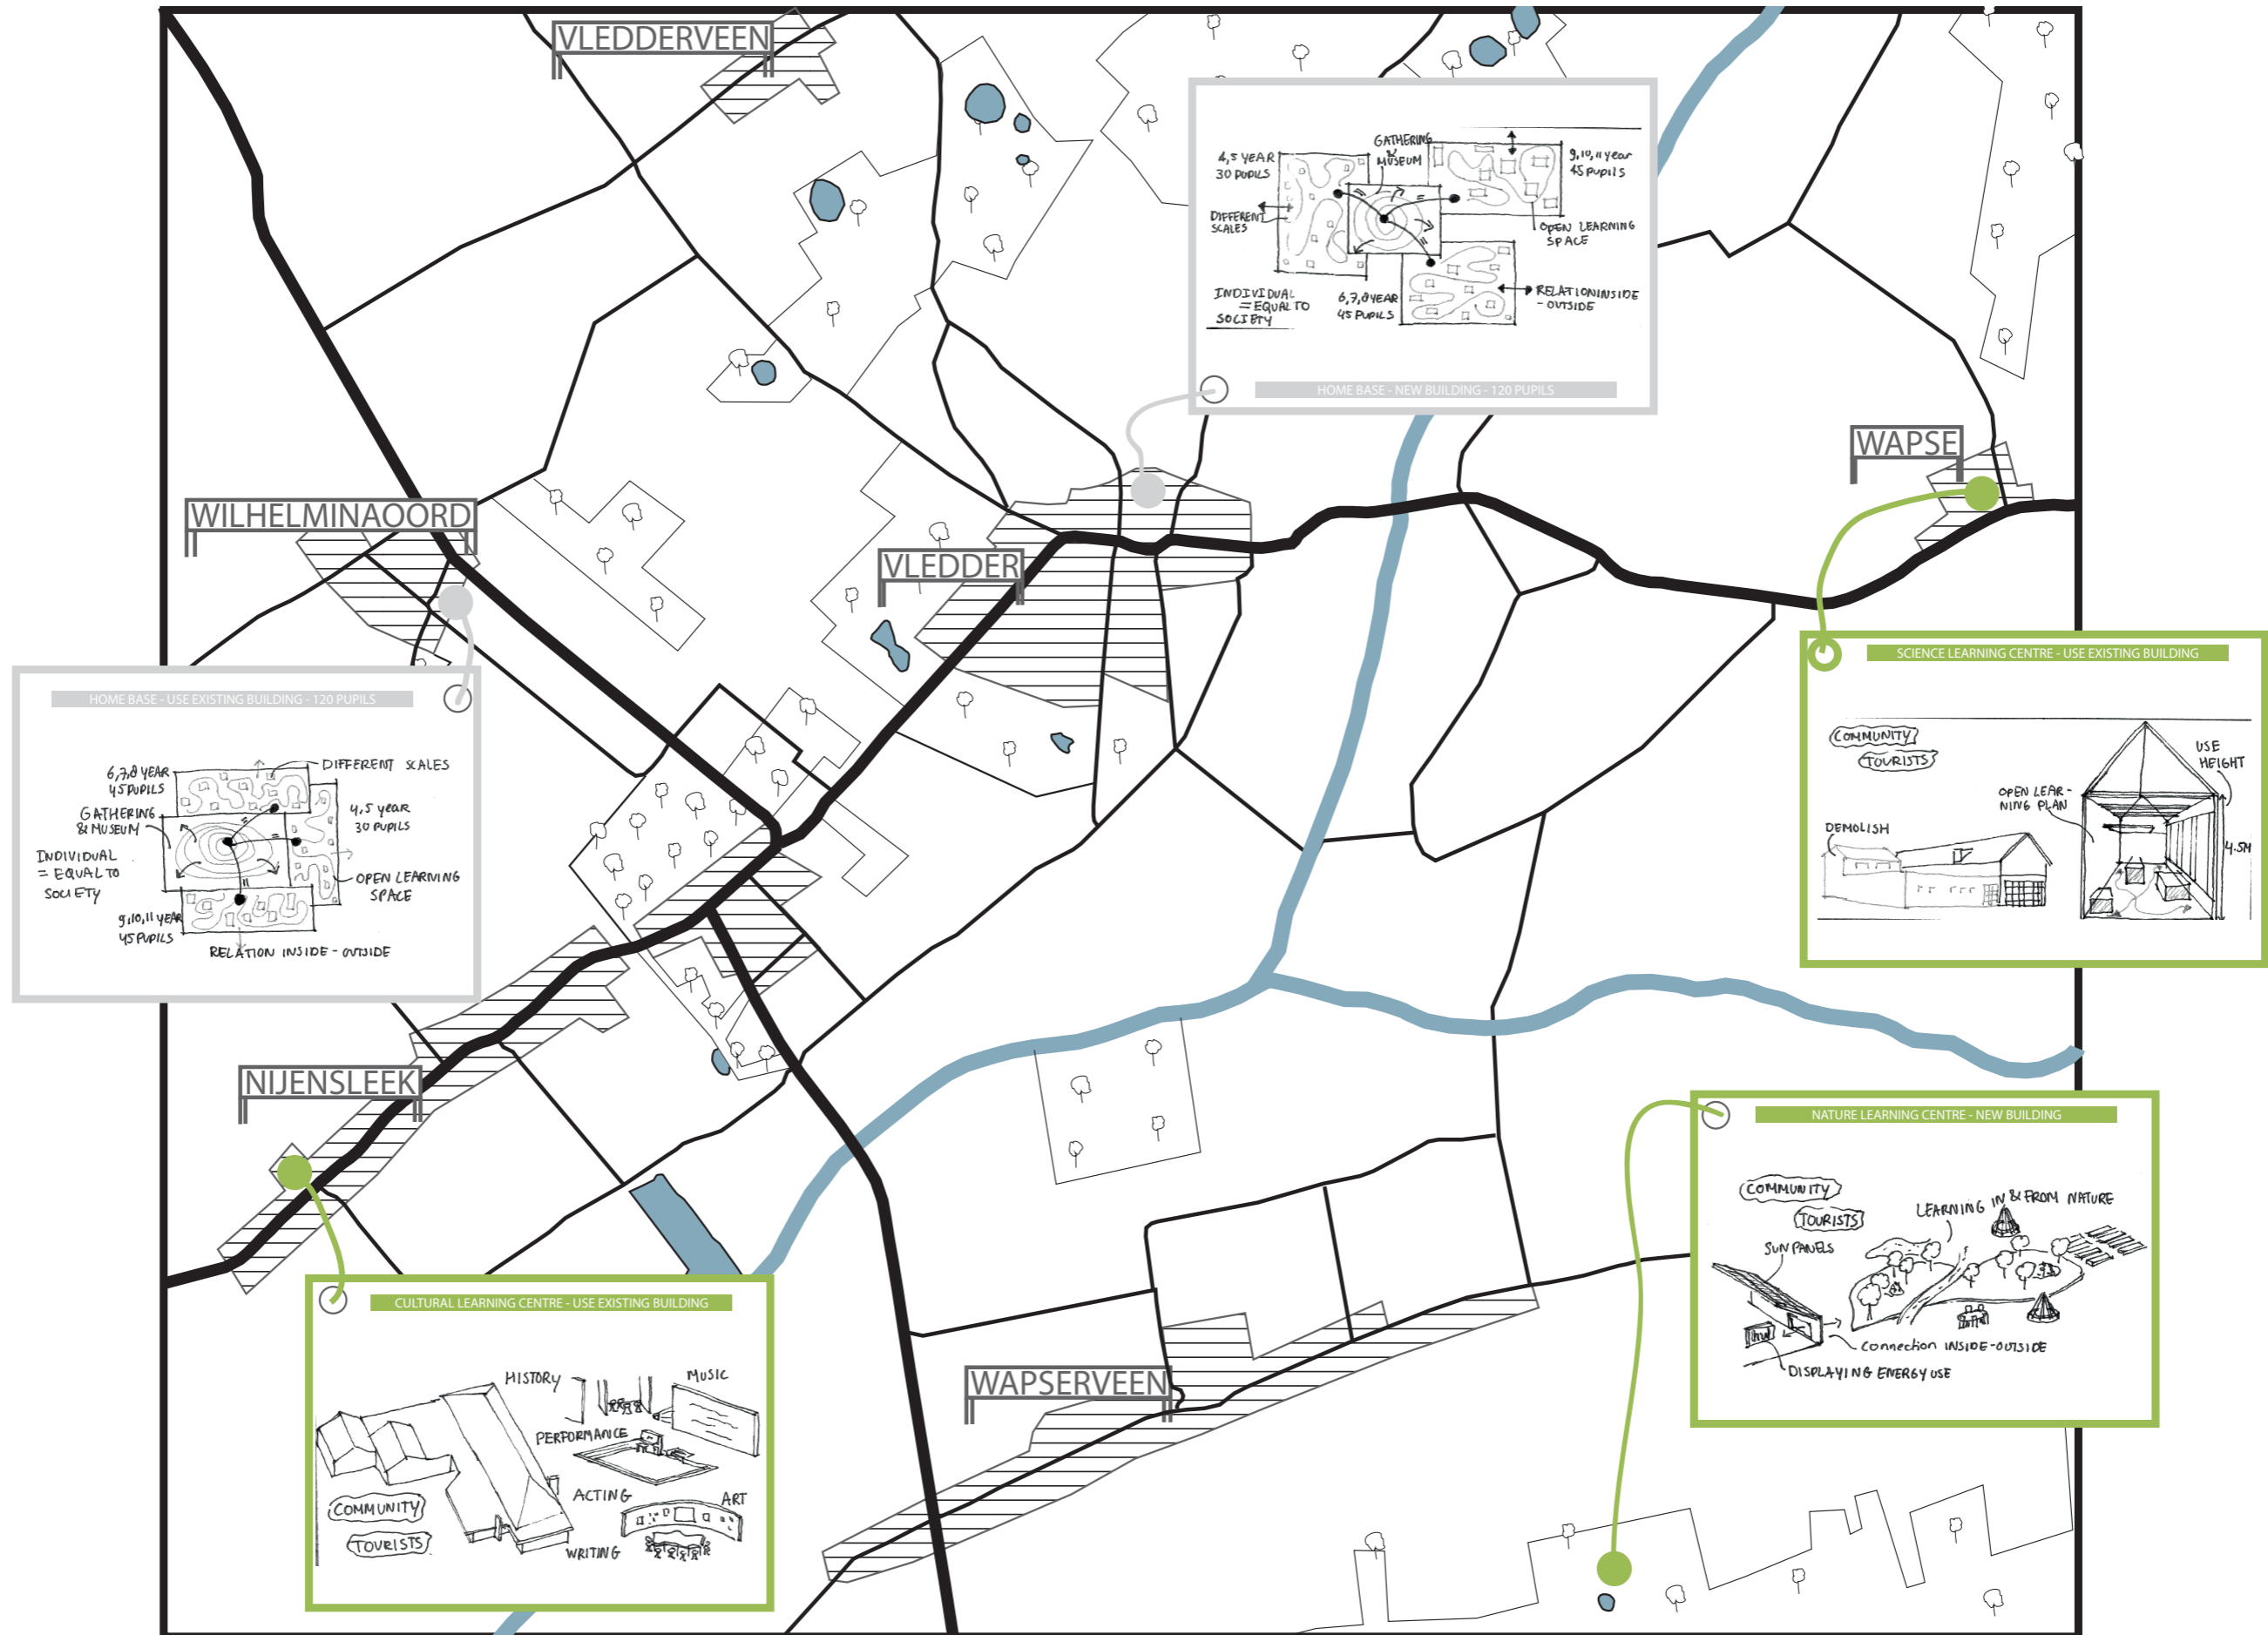 VLEDDERVEEN
4,5 YEAR
30 PUPILS
GATHERING
&
MUSEUM
9,10,11 year
45 PUPILS
DIFFERENT
SCALES
OPEN LEARNING
SPACE
INDIVIDUAL
= EQUAL TO
SOCIETY
6,7,8 YEAR
45 PUPILS
RELATION INSIDE
- OUTSIDE
HOME BASE - NEW BUILDING - 120 PUPILS
WAPSE
WILHELMINAOORD
VLEDDER
SCIENCE LEARNING CENTRE - USE EXISTING BUILDING
COMMUNITY
TOURISTS
USE
HEIGHT
OPEN LEAR-
NING PLAN
DEMOLISH
4.5M
HOME BASE - USE EXISTING BUILDING - 120 PUPILS
6,7,8 YEAR
45 PUPILS
DIFFERENT SCALES
GATHERING
& MUSEUM
4,5 year
30 PUPILS
INDIVIDUAL
= EQUAL TO
SOCIETY
OPEN LEARNING
SPACE
9,10,11 YEAR
45 PUPILS
RELATION INSIDE - OUTSIDE
NIJENSLEEK
NATURE LEARNING CENTRE - NEW BUILDING
COMMUNITY
TOURISTS
LEARNING IN & FROM NATURE
SUN PANELS
Connection INSIDE-OUTSIDE
DISPLAYING ENERGY USE
CULTURAL LEARNING CENTRE - USE EXISTING BUILDING
HISTORY
MUSIC
PERFORMANCE
ACTING
ART
COMMUNITY
TOURISTS
WRITING
WAPSERVEEN